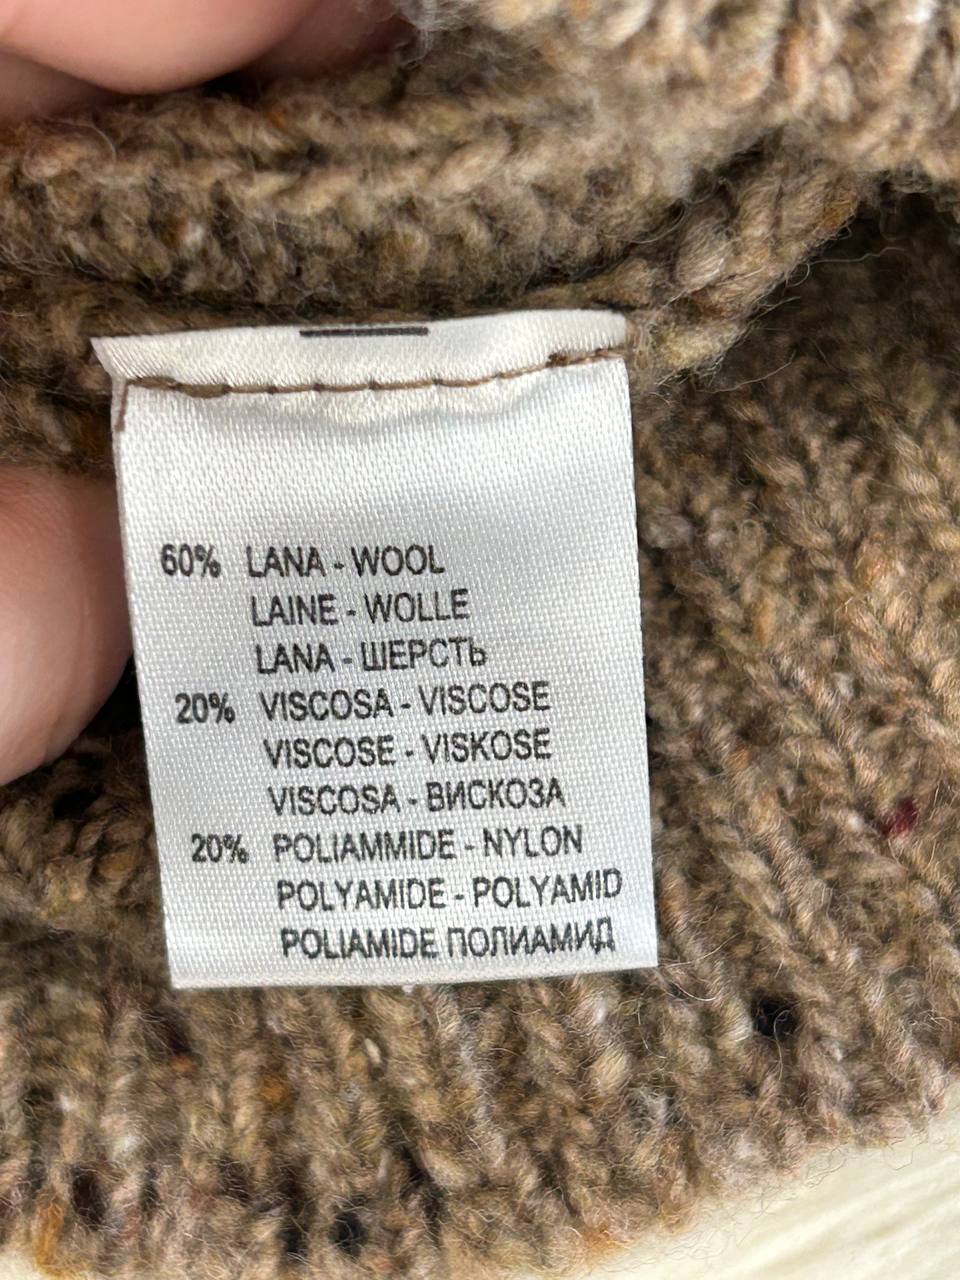 60% LANA - WOOL
LAINE - WOLLE
LANA - ШЕРСТЬ
20% VISCOSA - VISCOSE
VISCOSE - VISKOSE
VISCOSA - ВИСКОЗА
20% POLIAMMIDE - NYLON
POLYAMIDE - POLYAMID
POLIAMIDE ПОЛИАМИД